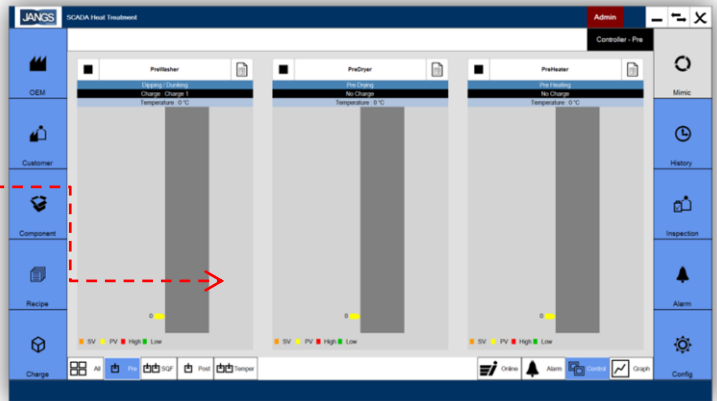 JANGS SCADA Heat Treatment Admin
Controller - Pre
OEM
Customer
Component
Recipe
Charge
PreWasher
Dipping / Dunking
Charge : Charge 1
Temperature : 0 °C
0
SV PV High Low
PreDryer
Pre Drying
No Charge
Temperature : 0 °C
0
SV PV High Low
PreHeater
Pre Heating
No Charge
Temperature : 0 °C
0
SV PV High Low
Mimic
History
Inspection
Alarm
Config
All Pre SQF Post Temper Online Alarm Control Graph